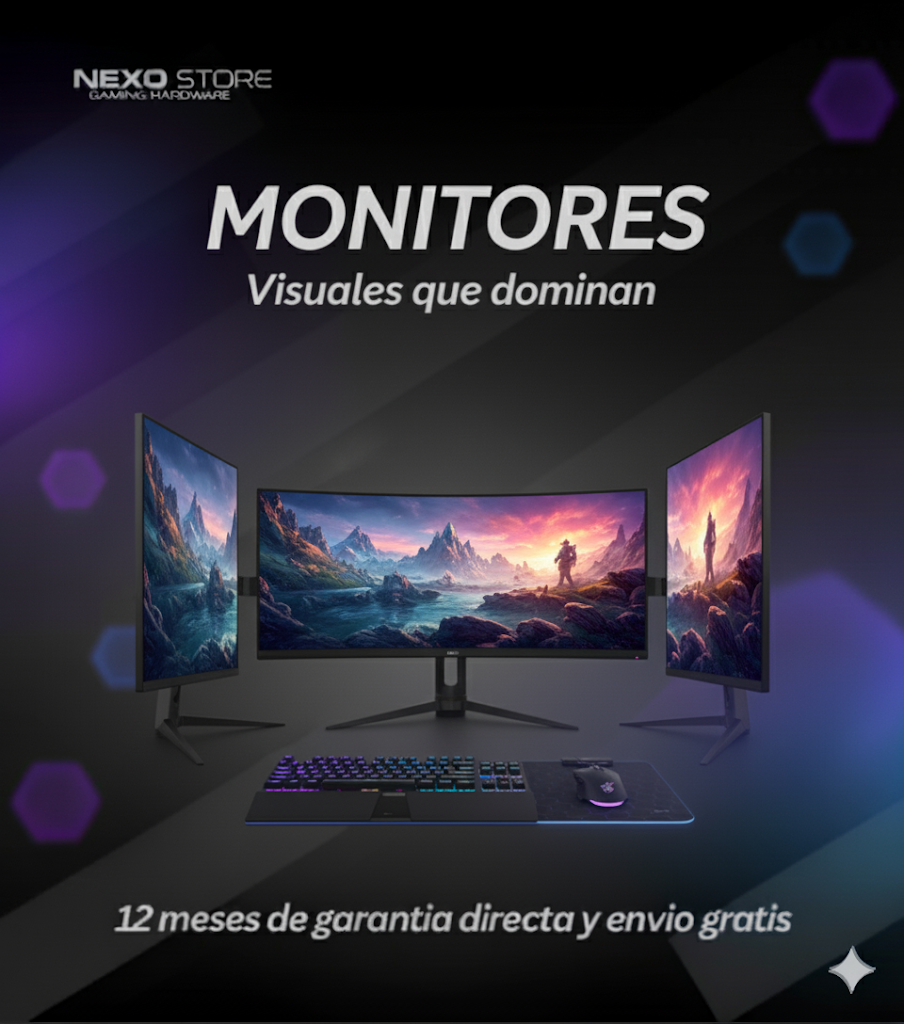 NEXO STORE
GAMING HARDWARE
MONITORES
Visuales que dominan
12 meses de garantia directa y envio gratis